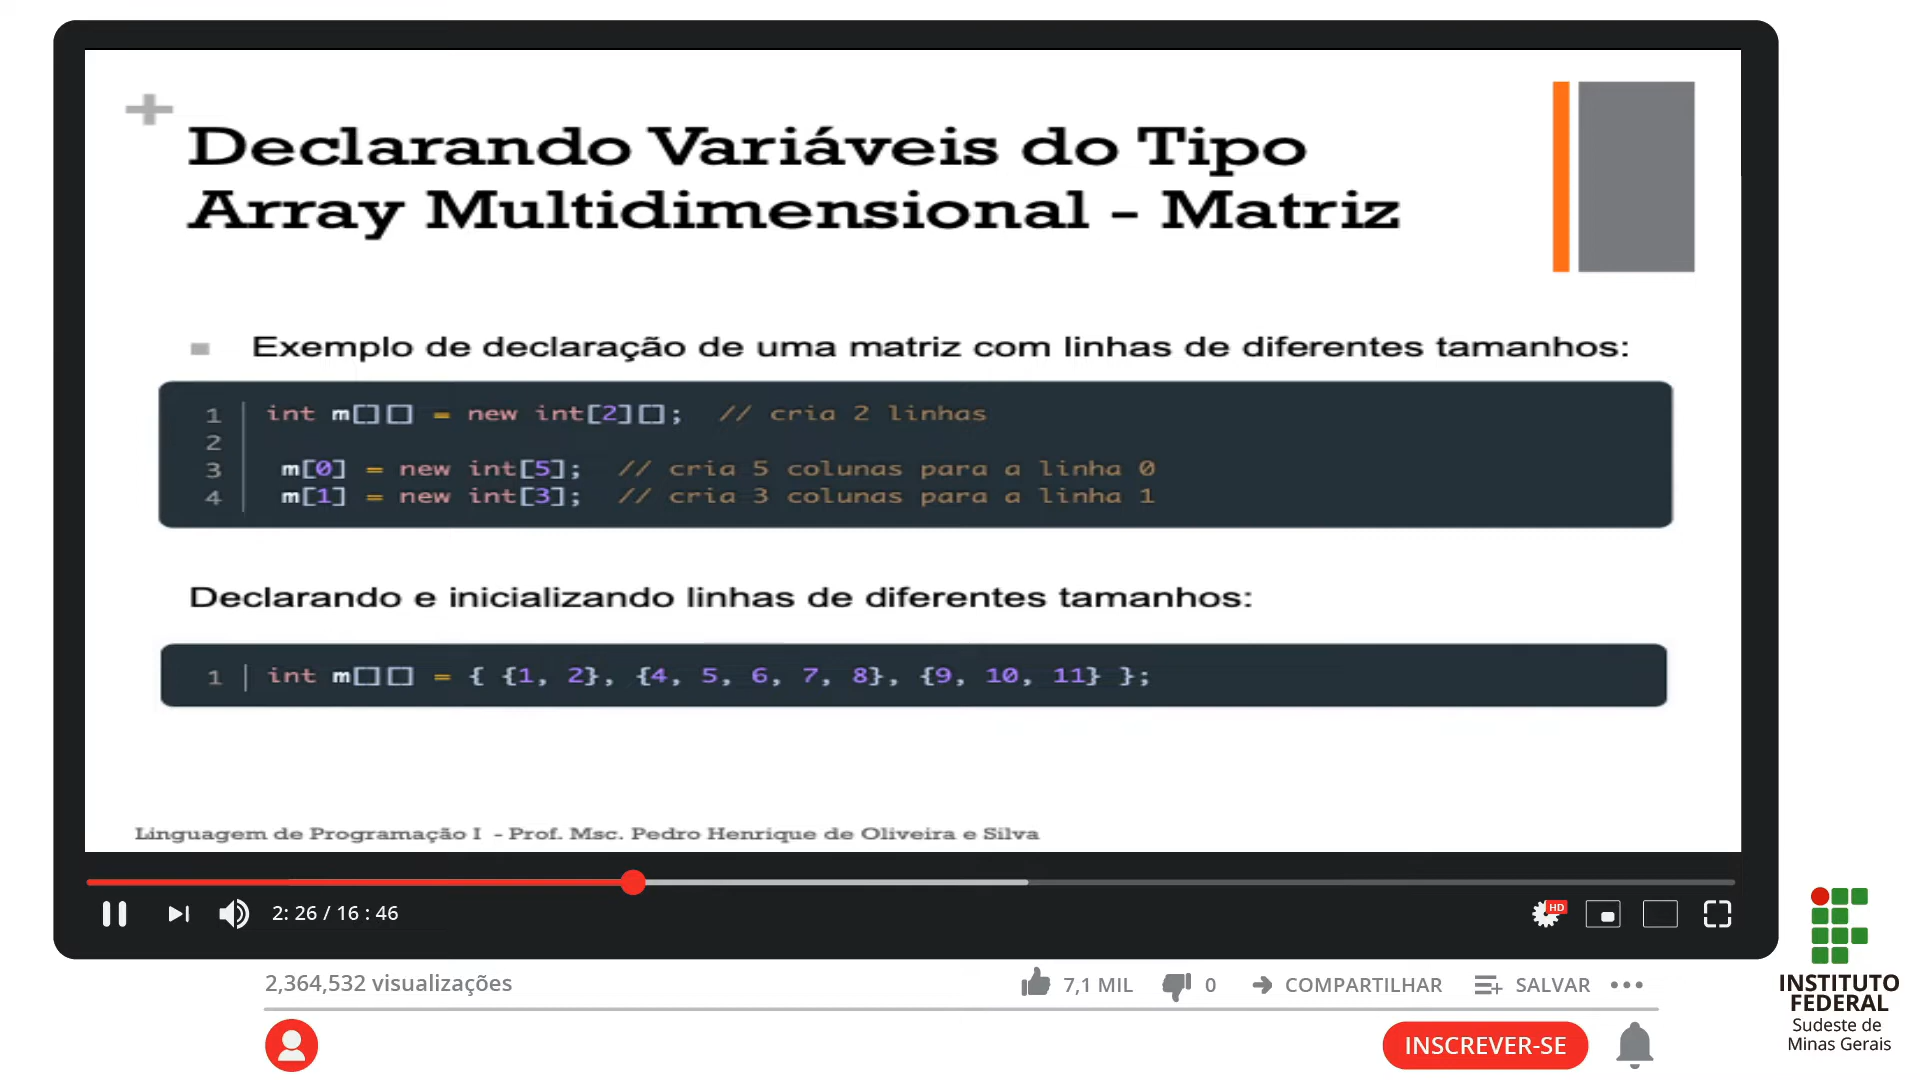 Declarando Variáveis do Tipo
Array Multidimensional - Matriz
Exemplo de declaração de uma matriz com linhas de diferentes tamanhos:
1 int m[][] = new int[2][]; // cria 2 linhas
2
3 m[0] = new int[5]; // cria 5 colunas para a linha 0
4 m[1] = new int[3]; // cria 3 colunas para a linha 1
Declarando e inicializando linhas de diferentes tamanhos:
1 int m[][] = { {1, 2}, {4, 5, 6, 7, 8}, {9, 10, 11} };
Linguagem de Programação I - Prof. Msc. Pedro Henrique de Oliveira e Silva
2: 26 / 16 : 46
HD
2,364,532 visualizações
7,1 MIL
0
COMPARTILHAR
SALVAR
INSCREVER-SE
INSTITUTO
FEDERAL
Sudeste de
Minas Gerais